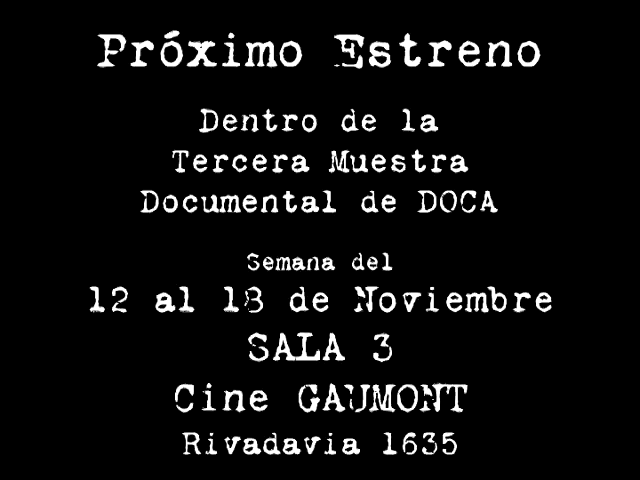 Próximo Estreno
Dentro de la
Tercera Muestra
Documental de DOCA
Semana del
12 al 18 de Noviembre
SALA 3
Cine GAUMONT
Rivadavia 1635